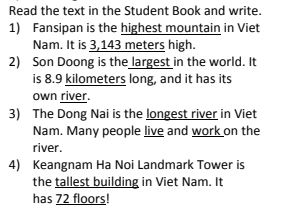 Read the text in the Student Book and write.
1) Fansipan is the highest mountain in Viet
Nam. It is 3,143 meters high.
2) Son Doong is the largest in the world. It
is 8.9 kilometers long, and it has its
own river.
3) The Dong Nai is the longest river in Viet
Nam. Many people live and work on the
river.
4) Keangnam Ha Noi Landmark Tower is
the tallest building in Viet Nam. It
has 72 floors!